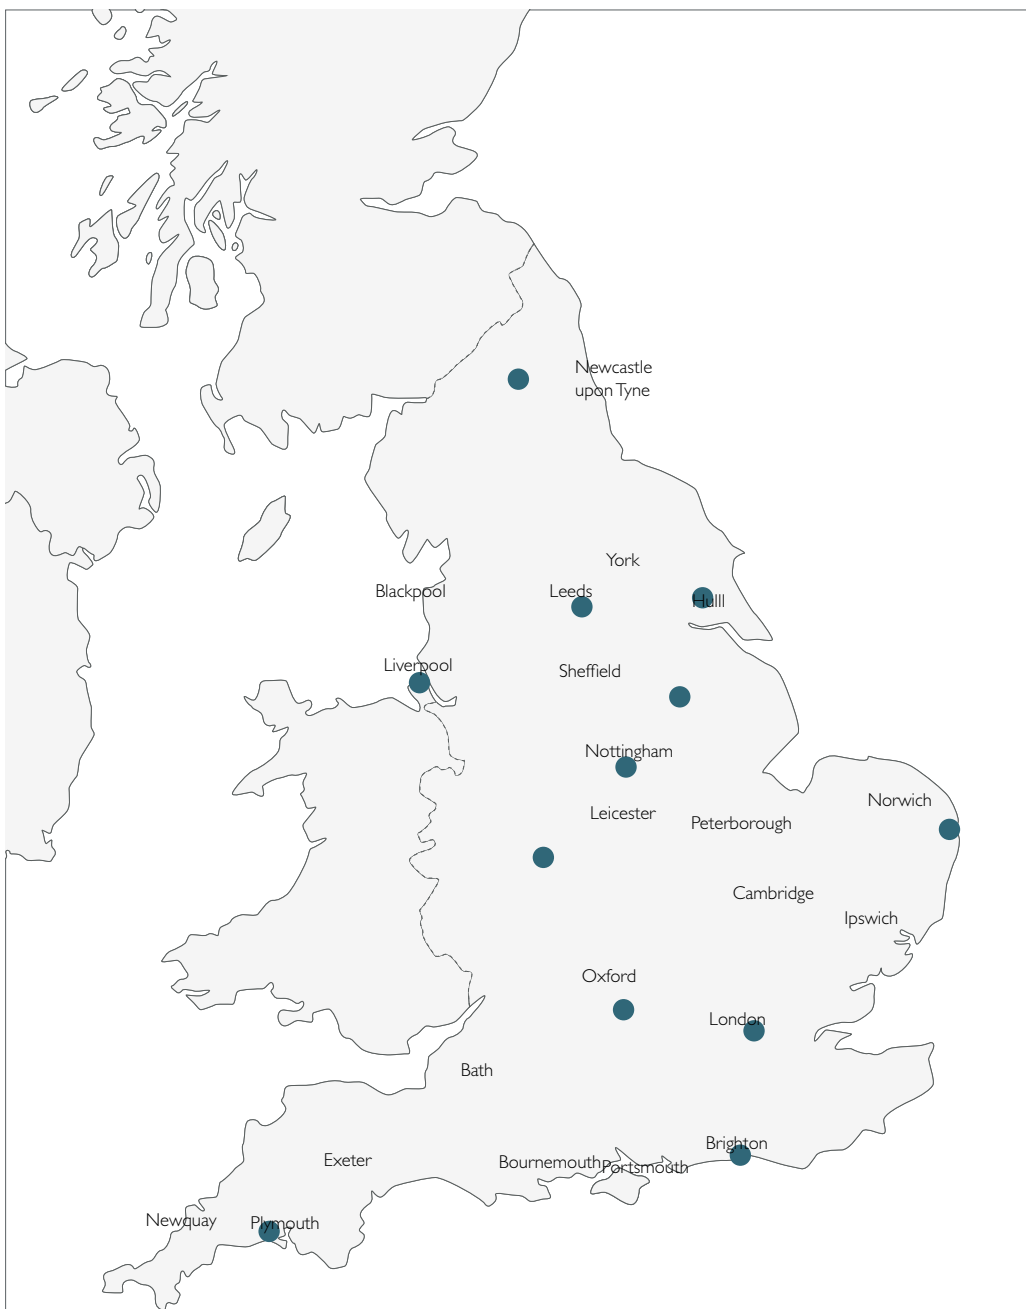 Newcastle
upon Tyne
York
Blackpool
Leeds
Hulll
Liverpool
Sheffield
Nottingham
Norwich
Leicester
Peterborough
Cambridge
Ipswich
Oxford
London
Bath
Brighton
Exeter
Bournemouth
Portsmouth
Newquay
Plymouth